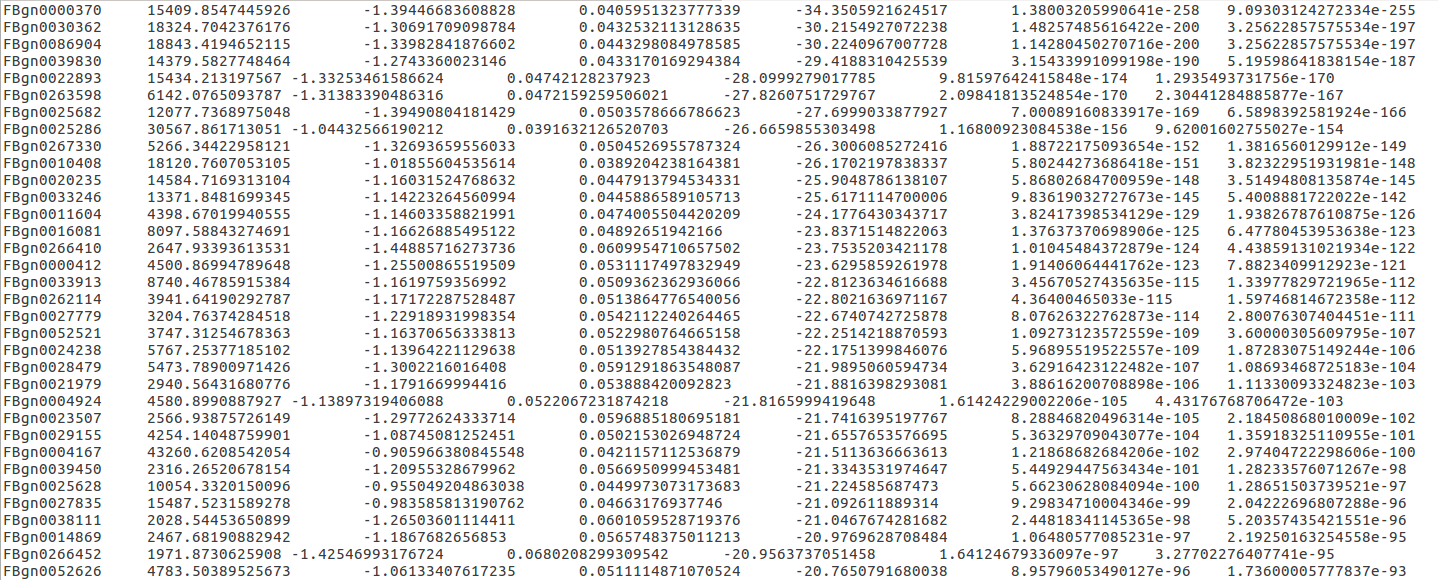 FBgn0000370 15409.8547445926 -1.39446683608828 0.0405951323777339 -34.3505921624517 1.38003205990641e-258 9.09303124272334e-255
FBgn0030362 18324.7042376176 -1.30691709098784 0.0432532113128635 -30.2154927072238 1.48257485616422e-200 3.25622857575534e-197
FBgn0086904 18843.4194652115 -1.33982841876602 0.0443298084978585 -30.2240967007728 1.14280450270716e-200 3.25622857575534e-197
FBgn0039830 14379.5827748464 -1.2743360023146 0.0433170169294384 -29.4188310425539 3.15433991099198e-190 5.19598641838154e-187
FBgn0022893 15434.213197567 -1.33253461586624 0.04742128237923 -28.0999279017785 9.81597642415848e-174 1.2935493731756e-170
FBgn0263598 6142.0765093787 -1.31383390486316 0.0472159259506021 -27.8260751729767 2.09841813524854e-170 2.30441284885877e-167
FBgn0025682 12077.7368975048 -1.39490804181429 0.0503578666786623 -27.6999033877927 7.00089160833917e-169 6.5898392581924e-166
FBgn0025286 30567.861713051 -1.04432566190212 0.0391632126520703 -26.6659855303498 1.16800923084538e-156 9.62001602755027e-154
FBgn0267330 5266.34422958121 -1.32693659556033 0.0504526955787324 -26.3006085272416 1.88722175093654e-152 1.3816560129912e-149
FBgn0010408 18120.7607053105 -1.01855604535614 0.0389204238164381 -26.1702197838337 5.80244273686418e-151 3.82322951931981e-148
FBgn0020235 14584.7169313104 -1.16031524768632 0.0447913794534331 -25.9048786138107 5.86802684700959e-148 3.51494808135874e-145
FBgn0033246 13371.8481699345 -1.14223264560994 0.0445886589105713 -25.6171114700006 9.83619032727673e-145 5.4008881722022e-142
FBgn0011604 4398.67019940555 -1.14603358821991 0.0474005504420209 -24.1776430343717 3.82417398534129e-129 1.93826787610875e-126
FBgn0016081 8097.58843274691 -1.16626885495122 0.04892651942166 -23.8371514822063 1.37637370698906e-125 6.47780453953638e-123
FBgn0266410 2647.93393613531 -1.44885716273736 0.0609954710657502 -23.7535203421178 1.01045484372879e-124 4.43859131021934e-122
FBgn0000412 4500.86994789648 -1.25500865519509 0.0531117497832949 -23.6295859261978 1.91406064441762e-123 7.8823409912923e-121
FBgn0033913 8740.46785915384 -1.1619759356992 0.0509362362936066 -22.8123634616688 3.45670527435635e-115 1.33977829721965e-112
FBgn0262114 3941.64190292787 -1.17172287528487 0.0513864776540056 -22.8021636971167 4.36400465033e-115 1.59746814672358e-112
FBgn0027779 3204.76374284518 -1.22918931998354 0.0542112240264465 -22.6740742725878 8.07626322762873e-114 2.80076307404451e-111
FBgn0052521 3747.31254678363 -1.16370656333813 0.0522980764665158 -22.2514218870593 1.09273123572559e-109 3.60000305609795e-107
FBgn0024238 5767.25377185102 -1.13964221129638 0.0513927854384432 -22.1751399846076 5.96895519522557e-109 1.87283075149244e-106
FBgn0028479 5473.78900971426 -1.3002216016408 0.0591291863548087 -21.9895060594734 3.62916423122482e-107 1.08693468725183e-104
FBgn0021979 2940.56431680776 -1.1791669994416 0.053888420092823 -21.8816398293081 3.88616200708898e-106 1.11330093324823e-103
FBgn0004924 4580.8990887927 -1.13897319406088 0.0522067231874218 -21.8165999419648 1.61424229002206e-105 4.43176768706472e-103
FBgn0023507 2566.93875726149 -1.29772624333714 0.0596885180695181 -21.7416395197767 8.28846820496314e-105 2.18450868010009e-102
FBgn0029155 4254.14048759901 -1.08745081252451 0.0502153026948724 -21.6557653576695 5.36329709043077e-104 1.35918325110955e-101
FBgn0004167 43260.6208542054 -0.905966380845548 0.0421157112536879 -21.5113636663613 1.21868682684206e-102 2.97404722298606e-100
FBgn0039450 2316.26520678154 -1.20955328679962 0.0566950999453481 -21.3343531974647 5.44929447563434e-101 1.28233576071267e-98
FBgn0025628 10054.3320150096 -0.955049204863038 0.0449973073173683 -21.224585687473 5.66230628084094e-100 1.28651503739521e-97
FBgn0027835 15487.5231589278 -0.983585813190762 0.04663176937746 -21.092611889314 9.29834710004346e-99 2.04222696807288e-96
FBgn0038111 2028.54453650899 -1.26503601114411 0.0601059528719376 -21.0467674281682 2.44818341145365e-98 5.20357435421551e-96
FBgn0014869 2467.68190882942 -1.1867682656853 0.0565748375011213 -20.9769628708484 1.06480577085231e-97 2.19250163254558e-95
FBgn0266452 1971.8730625908 -1.42546993176724 0.0680208299309542 -20.9563737051458 1.64124679336097e-97 3.27702276407741e-95
FBgn0052626 4783.50389525673 -1.06133407617235 0.0511114871070524 -20.7650791680038 8.95796053490127e-96 1.73600005777837e-93